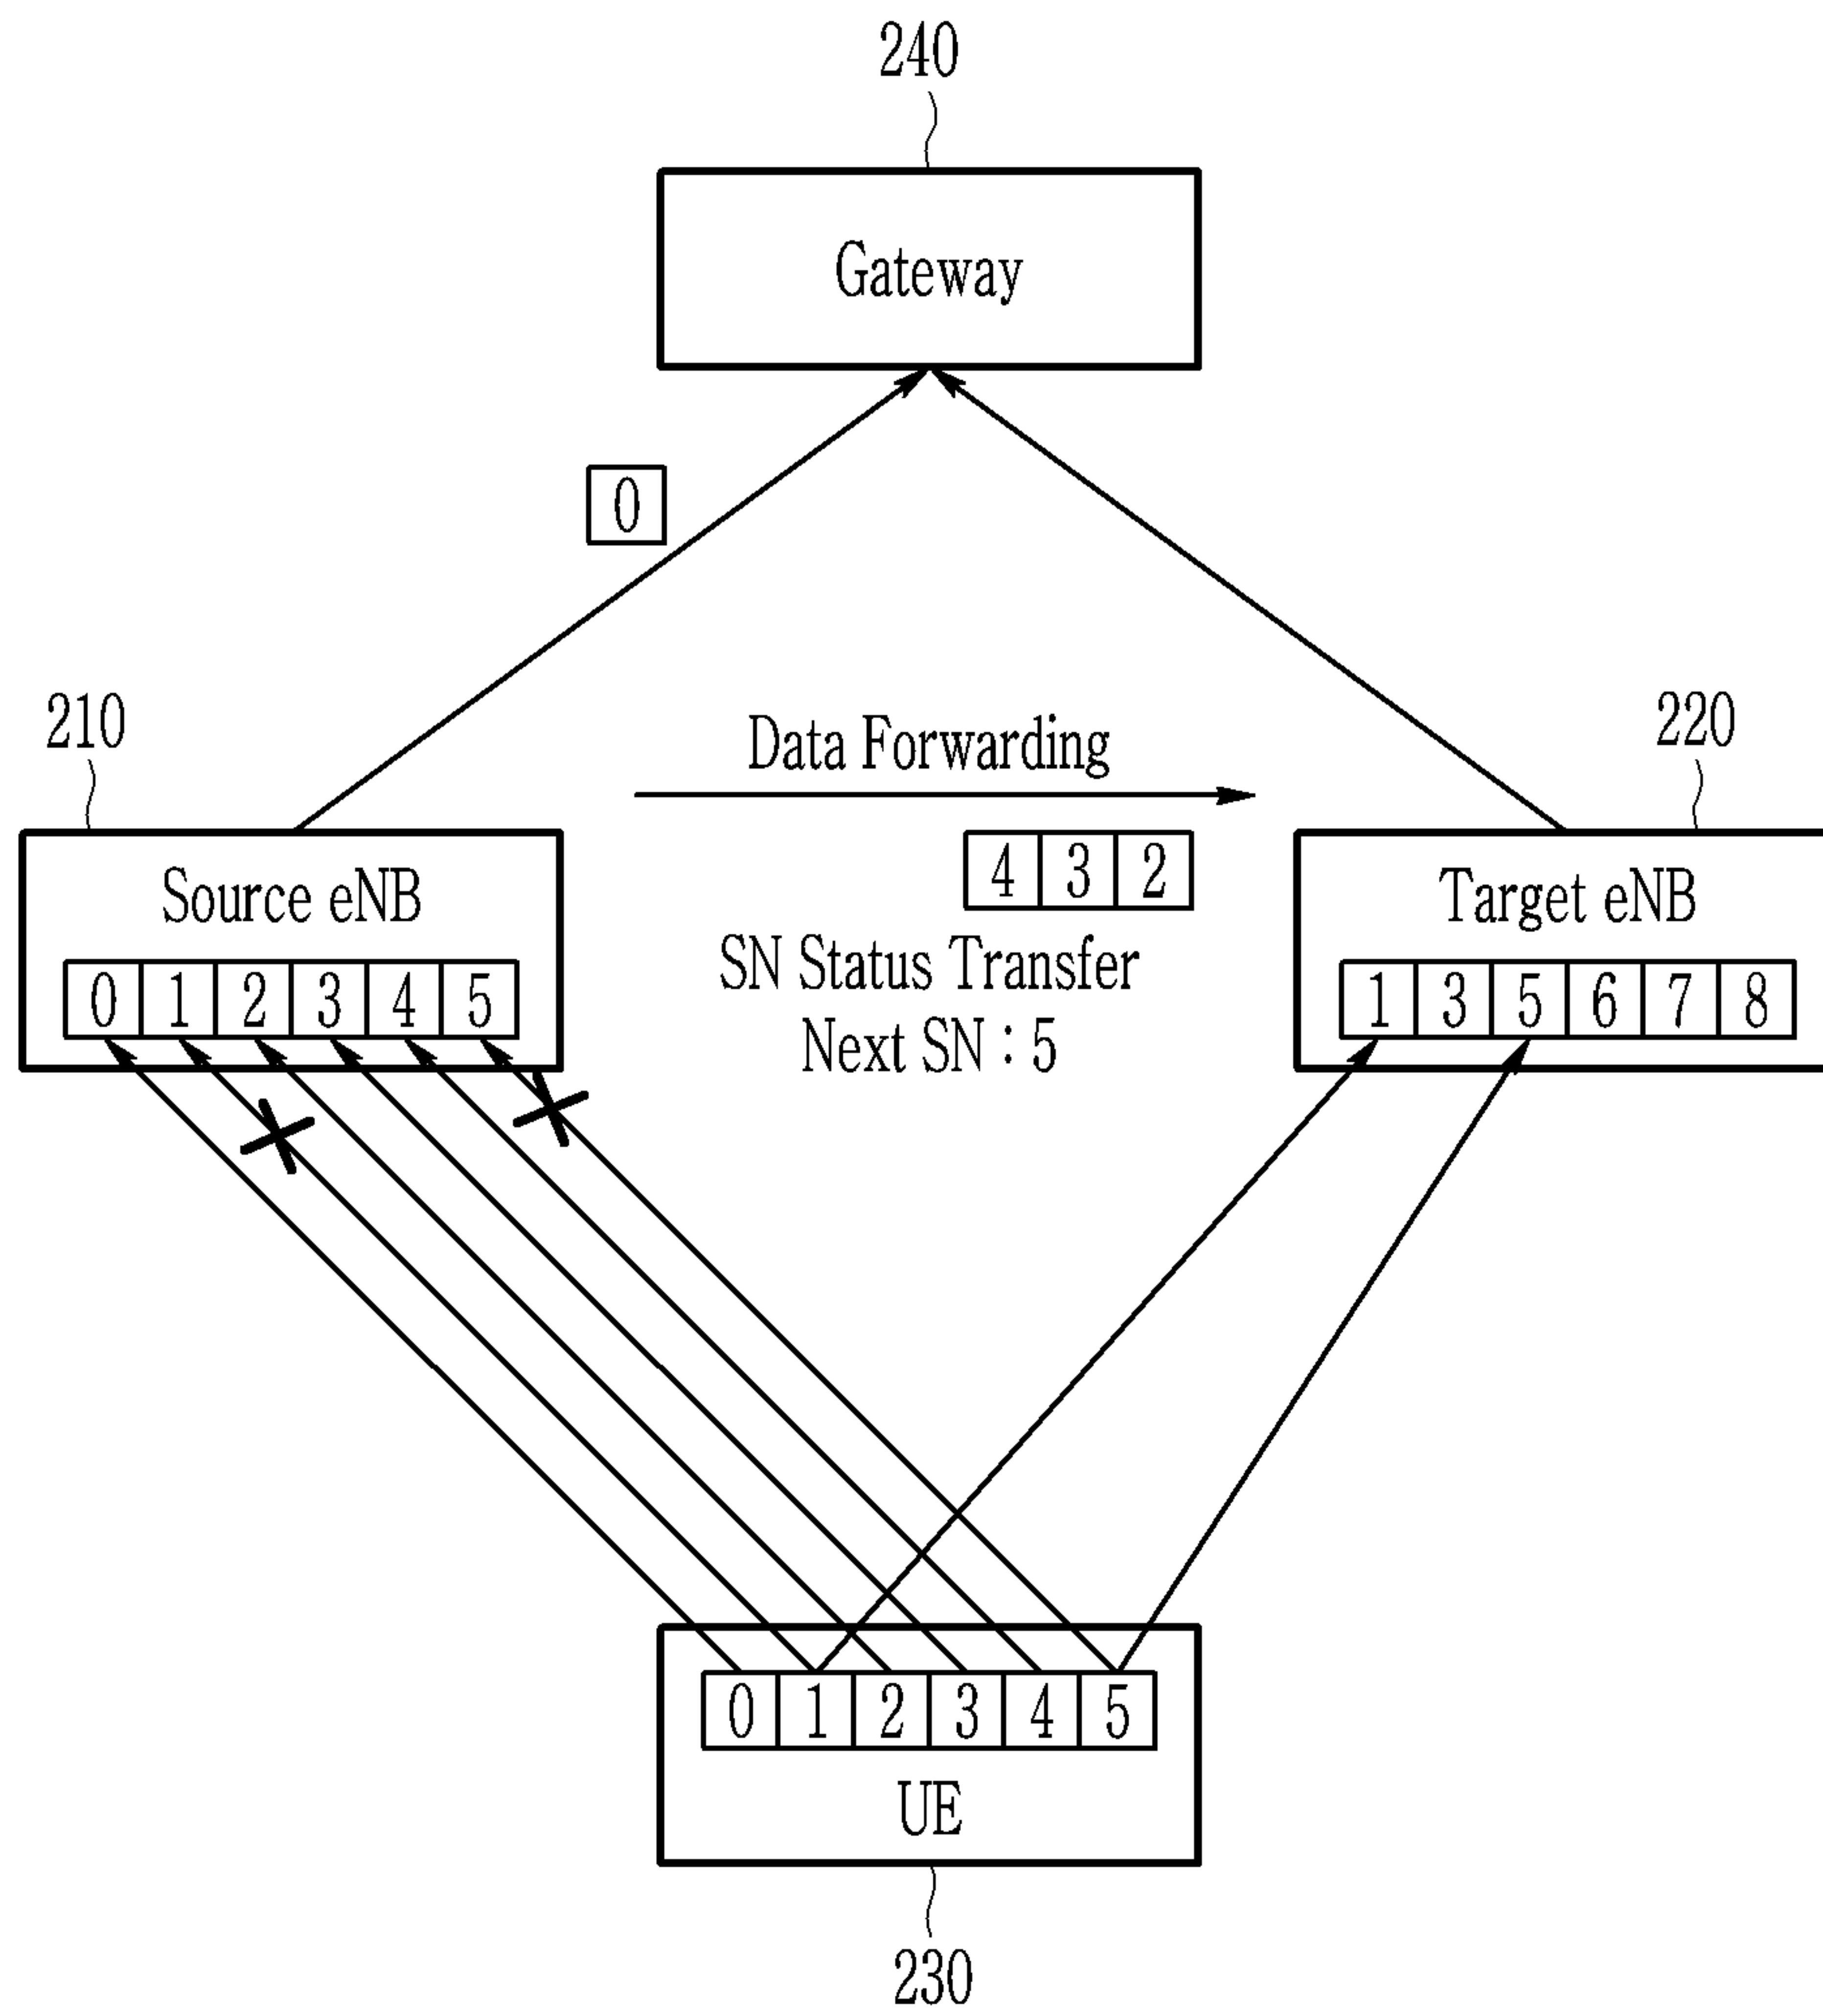 240
Gateway
0
210
Data Forwarding
220
Source eNB
4 3 2
Target eNB
0 1 2 3 4 5
SN Status Transfer
1 3 5 6 7 8
Next SN : 5
0 1 2 3 4 5
UE
230